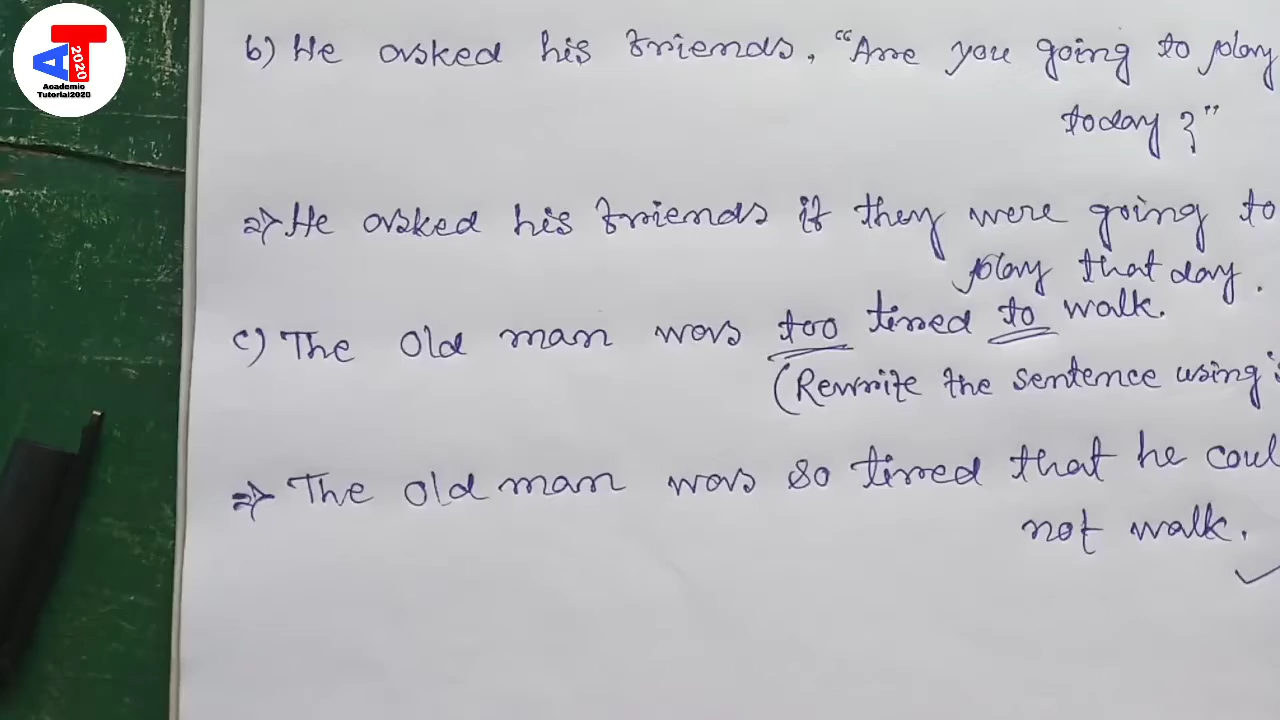 AT
2020
Academic
Tutorial2020
b) He asked his friends, “Are you going to play
today ?”
⇒ He asked his friends if they were going to
play that day.
c) The old man was too tired to walk.
(Rewrite the sentence using
⇒ The old man was so tired that he coul
not walk.